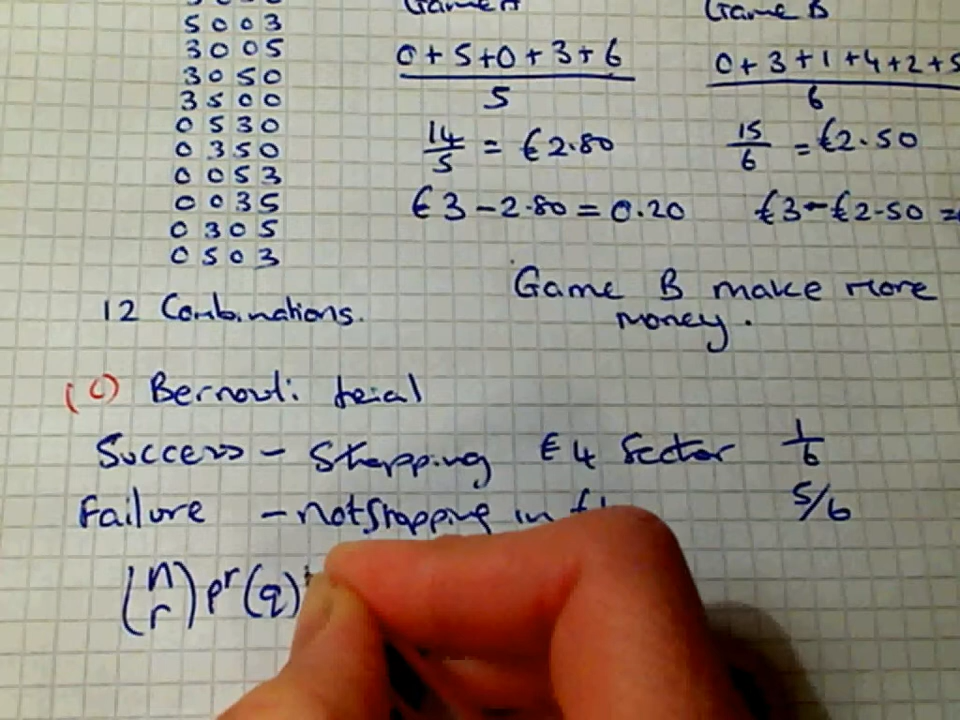 5 0 0 3
3 0 0 5
3 0 5 0
3 5 0 0
0 5 3 0
0 3 5 0
0 0 5 3
0 0 3 5
0 3 0 5
0 5 0 3
12 Combinations.
Game A
0+5+0+3+6
5
14/5 = €2.80
€3-2.80=0.20
Game B
0+3+1+4+2+5
6
15/6 = €2.50
€3-€2.50=
Game B make more
money.
(c) Bernouli trial
Success - Stopping €4 Sector 1/6
Failure - not Stopping in 5/6
(n r) p^r (q)